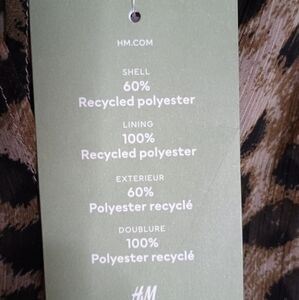 HM.COM
SHELL
60%
Recycled polyester
LINING
100%
Recycled polyester
EXTERIEUR
60%
Polyester recyclé
DOUBLURE
100%
Polyester recyclé
H&M